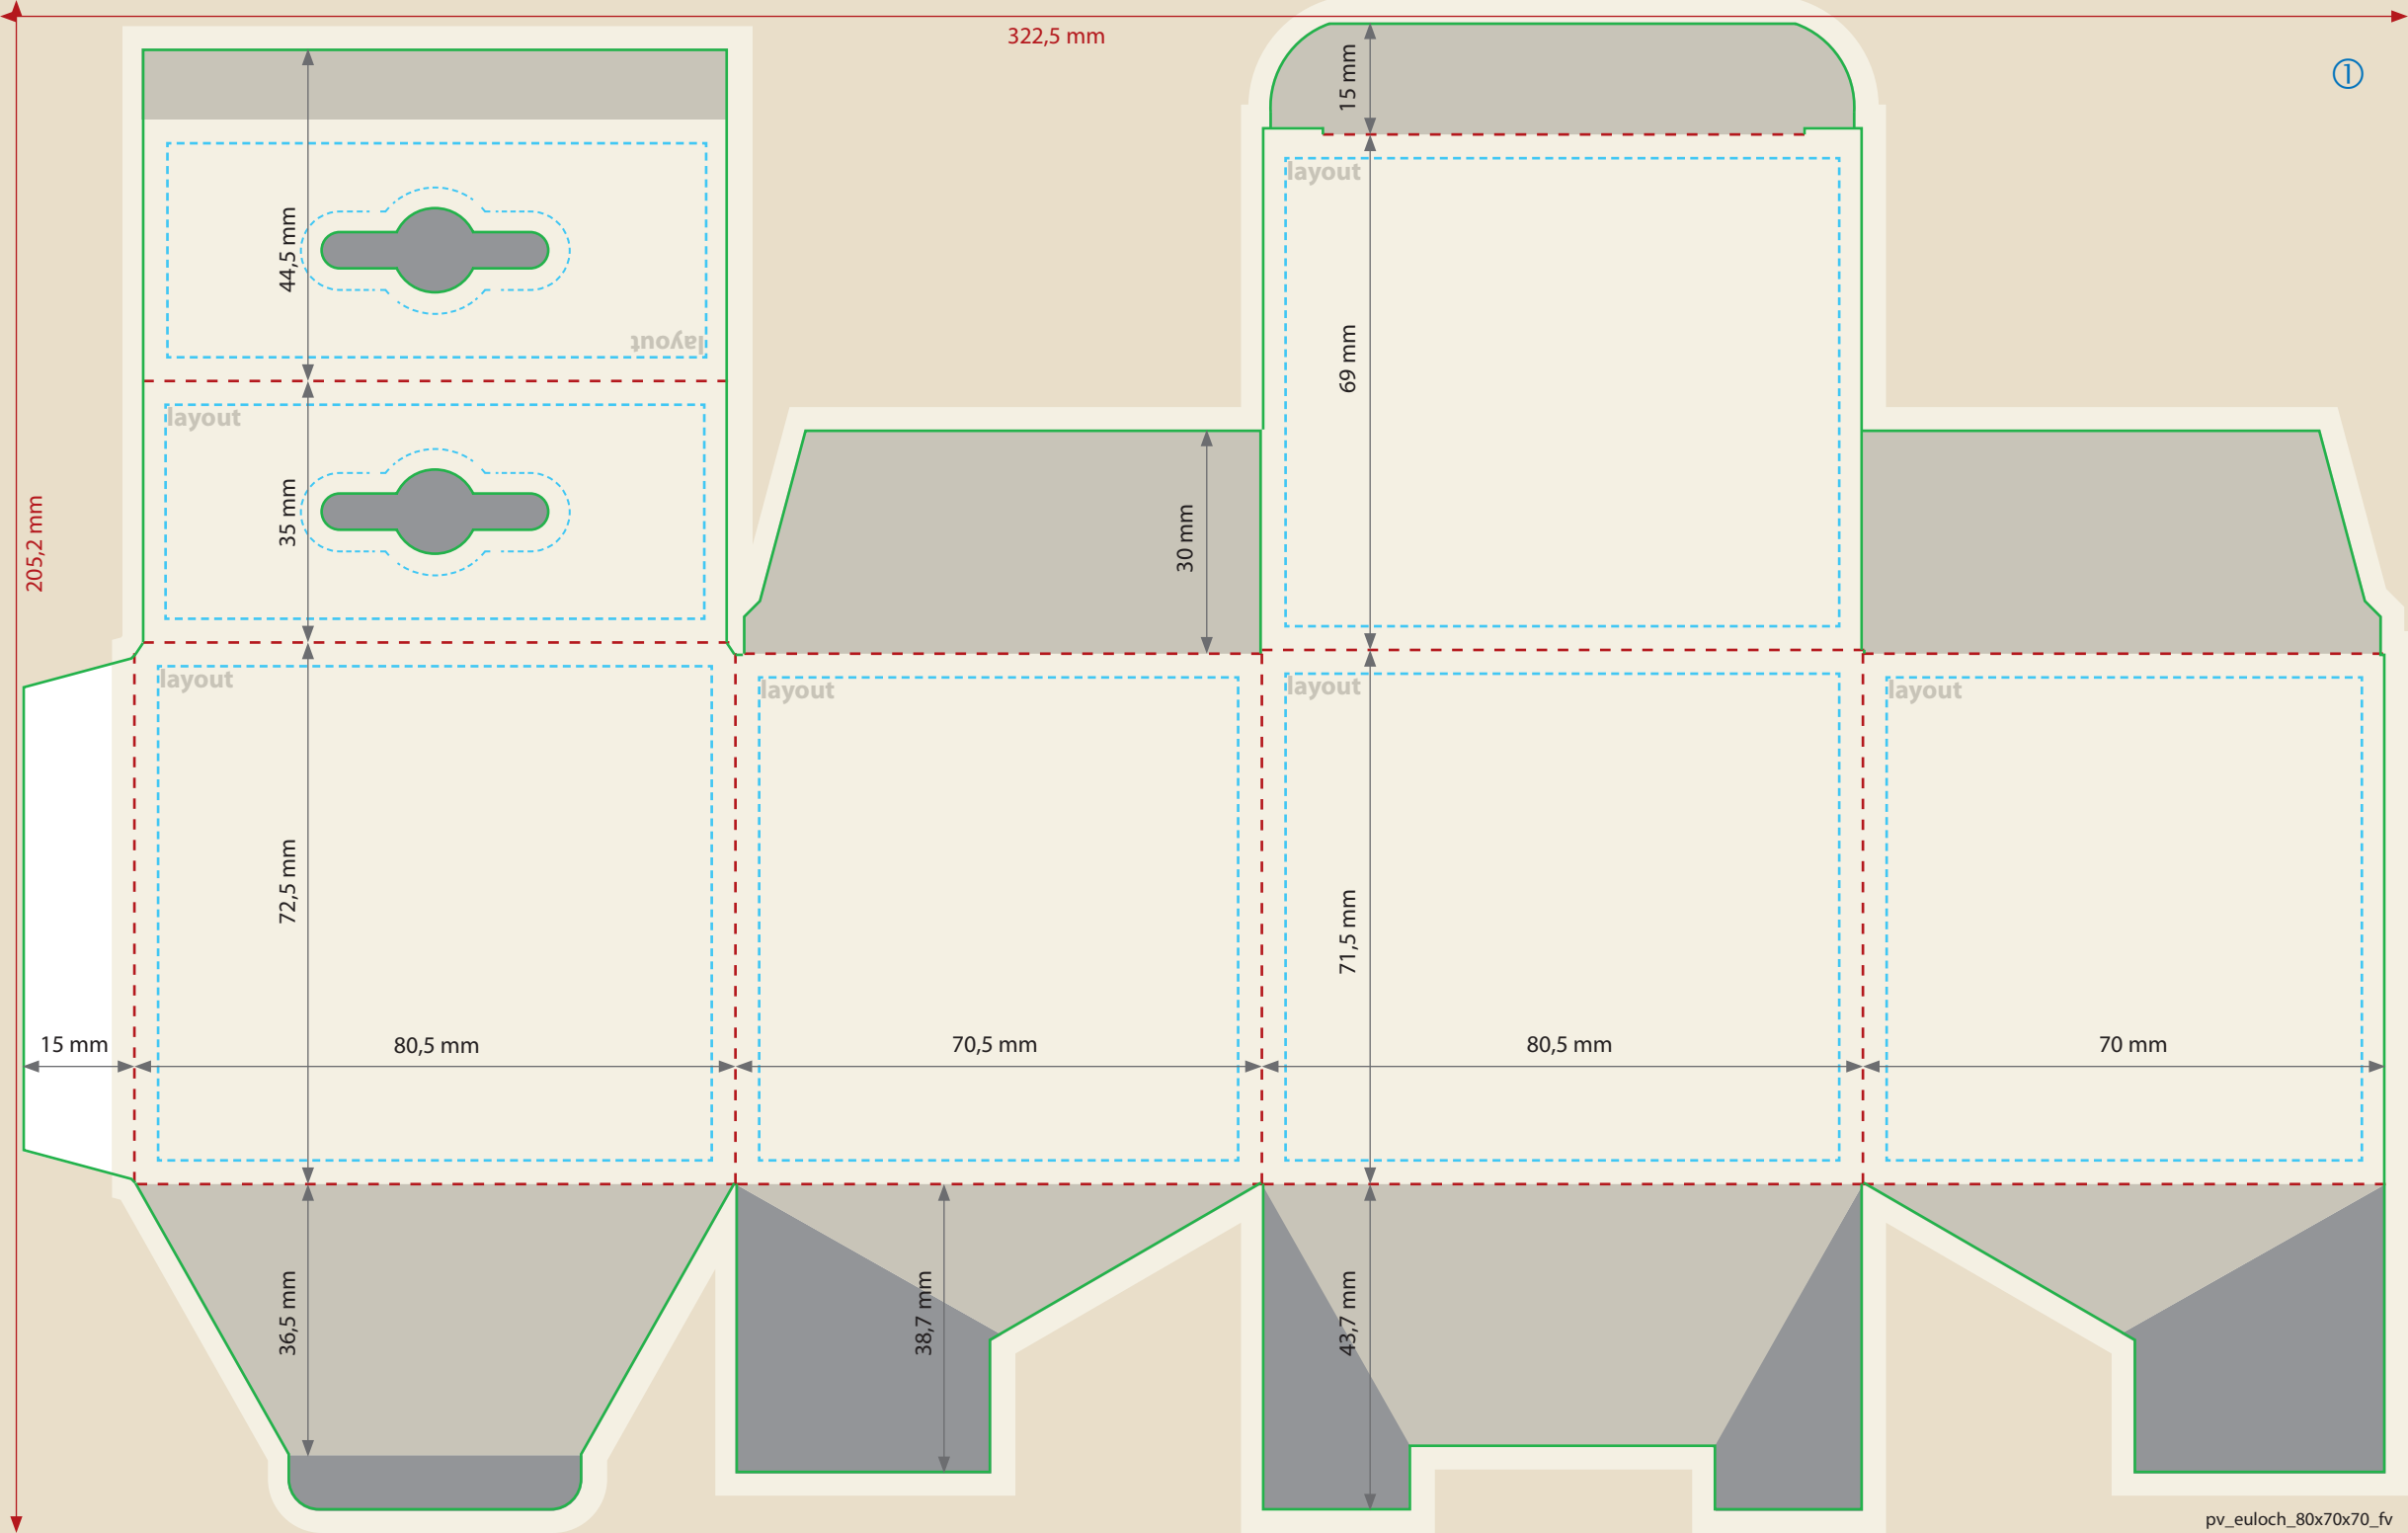 322,5 mm
①
15 mm
44,5 mm
layout
69 mm
layout
layout
35 mm
205,2 mm
30 mm
layout
layout
layout
layout
72,5 mm
71,5 mm
15 mm
80,5 mm
70,5 mm
80,5 mm
70 mm
36,5 mm
38,7 mm
43,7 mm
pv_euloch_80x70x70_fv